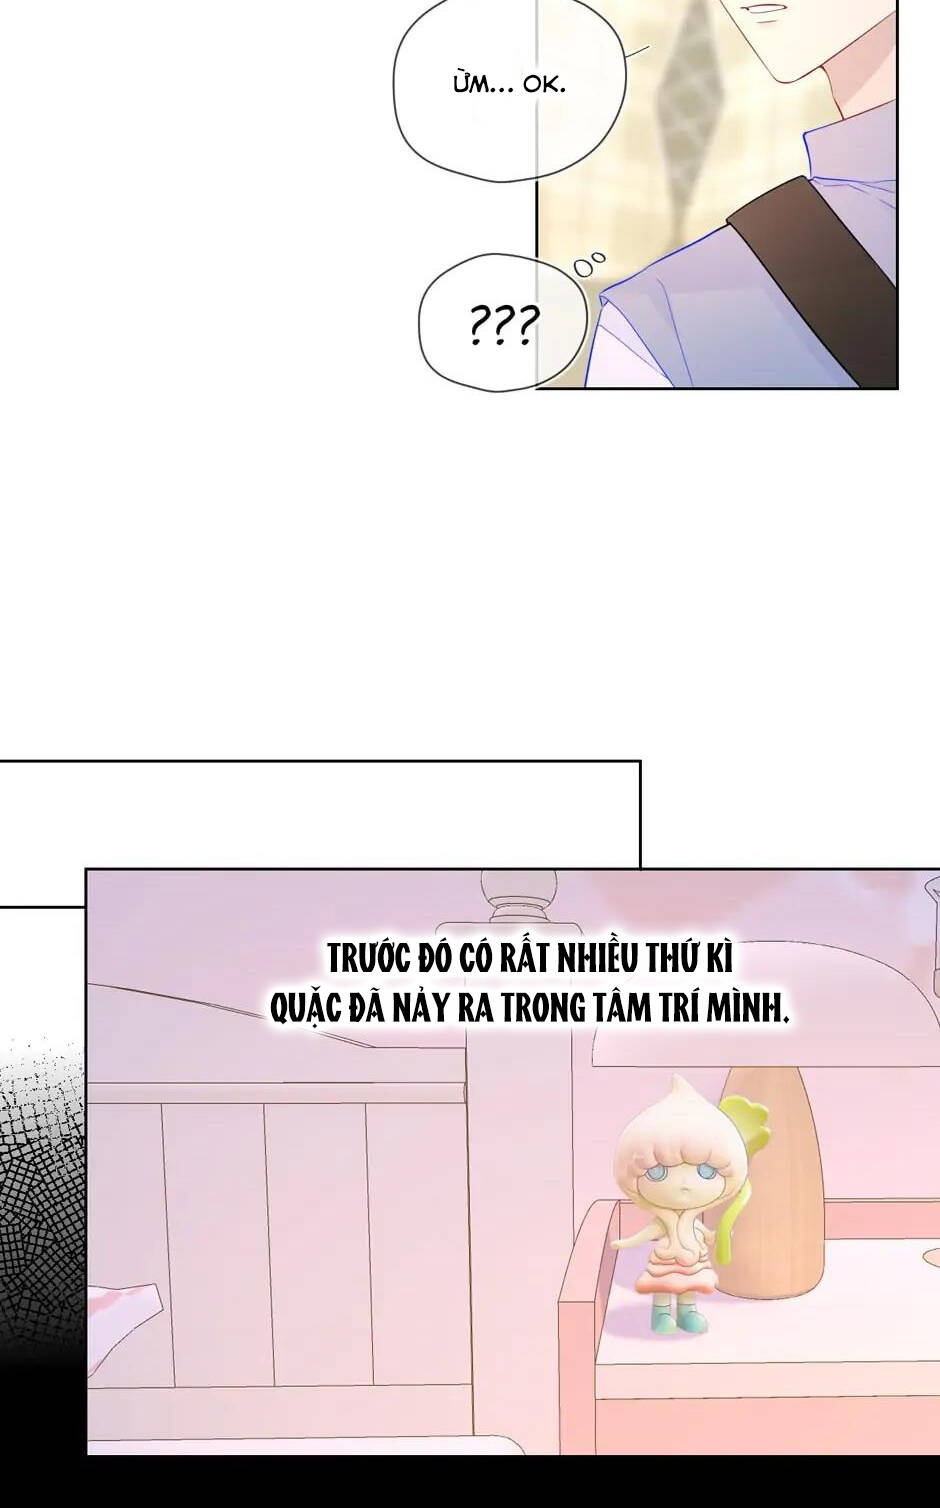 ỪM... OK.
???
TRƯỚC ĐÓ CÓ RẤT NHIỀU THỨ KÌ
QUẶC ĐÃ NẢY RA TRONG TÂM TRÍ MÌNH.